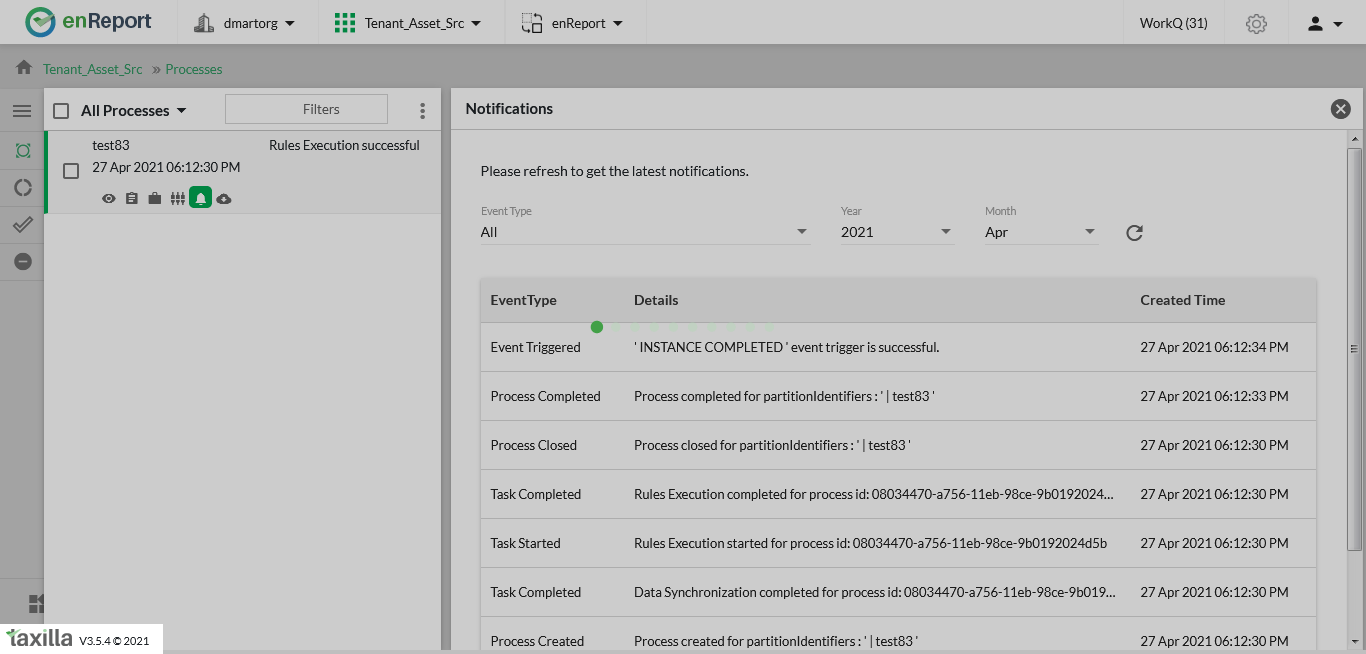 enReport dmartorg Tenant_Asset_Src enReport WorkQ (31)
Tenant_Asset_Src » Processes
All Processes Filters
test83 Rules Execution successful
27 Apr 2021 06:12:30 PM
Notifications
Please refresh to get the latest notifications.
Event Type Year Month
All 2021 Apr
EventType Details Created Time
Event Triggered ' INSTANCE COMPLETED ' event trigger is successful. 27 Apr 2021 06:12:34 PM
Process Completed Process completed for partitionIdentifiers : ' | test83 ' 27 Apr 2021 06:12:33 PM
Process Closed Process closed for partitionIdentifiers : ' | test83 ' 27 Apr 2021 06:12:30 PM
Task Completed Rules Execution completed for process id: 08034470-a756-11eb-98ce-9b0192024... 27 Apr 2021 06:12:30 PM
Task Started Rules Execution started for process id: 08034470-a756-11eb-98ce-9b0192024d5b 27 Apr 2021 06:12:30 PM
Task Completed Data Synchronization completed for process id: 08034470-a756-11eb-98ce-9b019... 27 Apr 2021 06:12:30 PM
Process Created Process created for partitionIdentifiers : ' | test83 ' 27 Apr 2021 06:12:30 PM
taxilla V3.5.4 © 2021